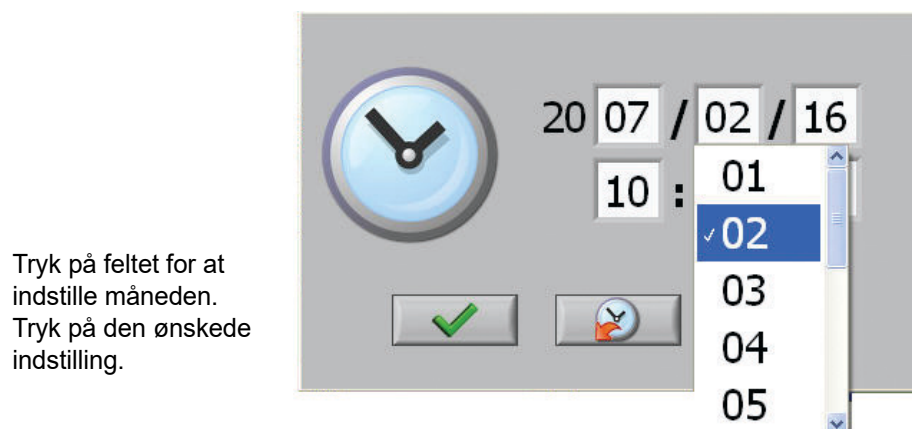 20 07 / 02 / 16
10 :
01
✓02
03
04
05
Tryk på feltet for at
indstille måneden.
Tryk på den ønskede
indstilling.